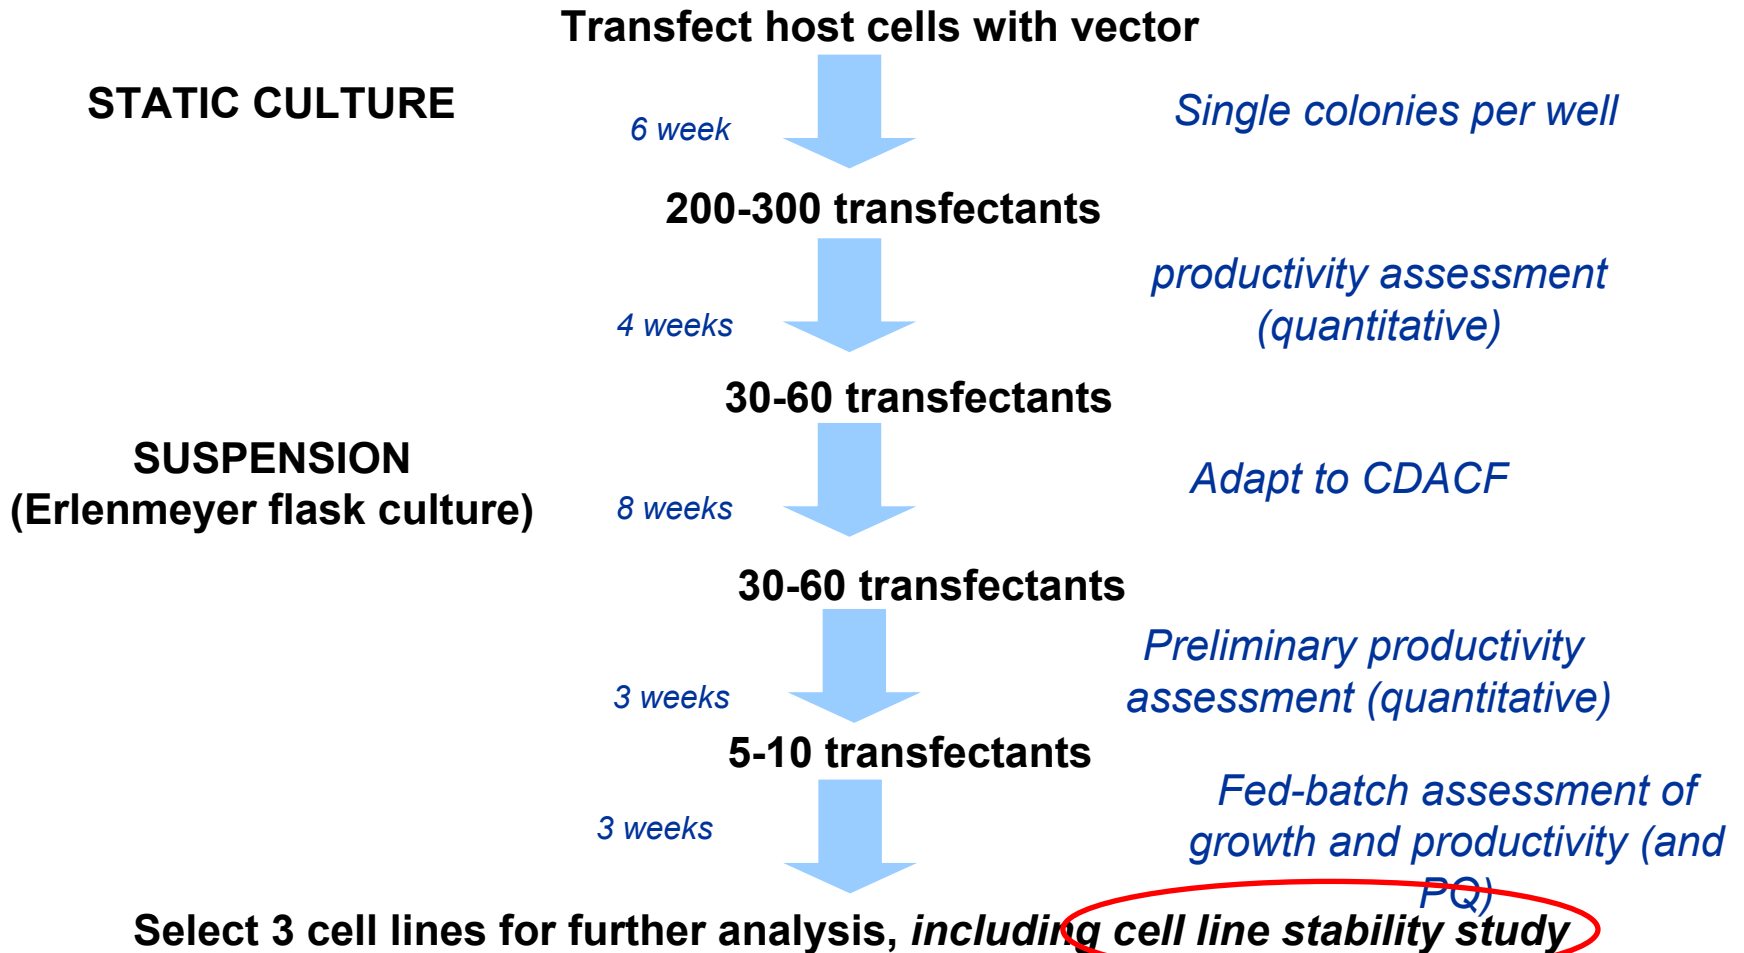 Transfect host cells with vector
STATIC CULTURE
6 week
Single colonies per well
200-300 transfectants
4 weeks
productivity assessment
(quantitative)
30-60 transfectants
SUSPENSION
(Erlenmeyer flask culture)
8 weeks
Adapt to CDACF
30-60 transfectants
3 weeks
Preliminary productivity
assessment (quantitative)
5-10 transfectants
3 weeks
Fed-batch assessment of
growth and productivity (and
PQ)
Select 3 cell lines for further analysis, including cell line stability study